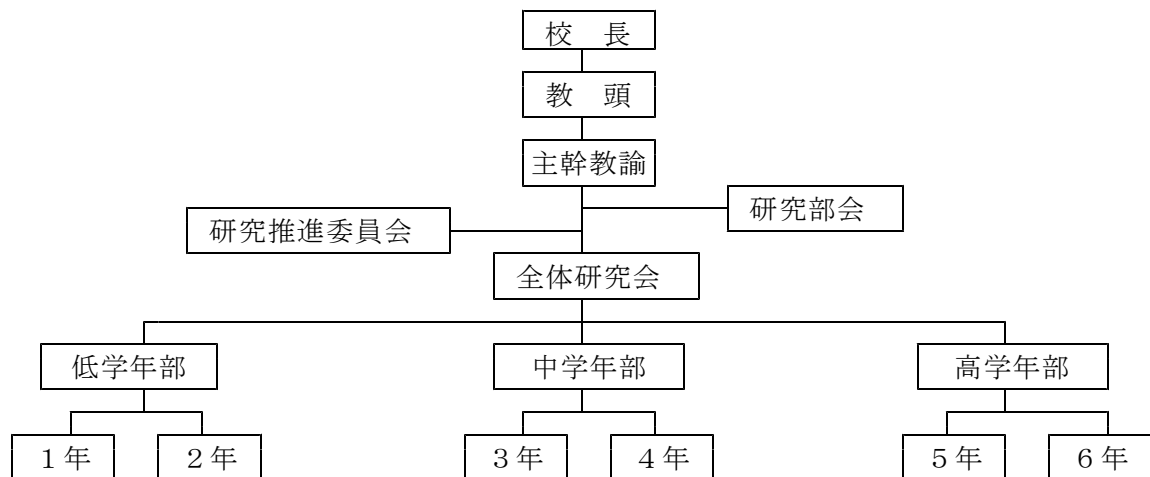 校　長
教　頭
主幹教諭
研究部会
研究推進委員会
全体研究会
低学年部
中学年部
高学年部
１年
２年
３年
４年
５年
６年